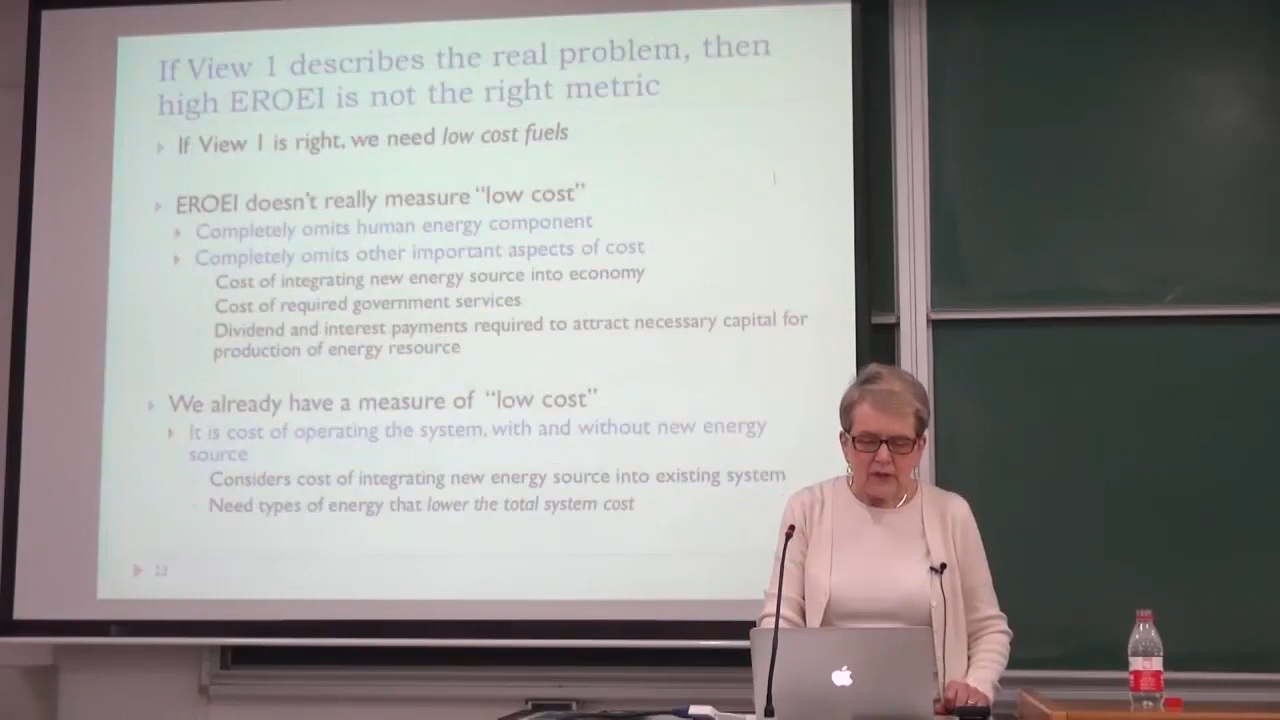 If View 1 describes the real problem, then
high EROEI is not the right metric
If View 1 is right, we need low cost fuels
EROEI doesn't really measure "low cost"
Completely omits human energy component
Completely omits other important aspects of cost
Cost of integrating new energy source into economy
Cost of required government services
Dividend and interest payments required to attract necessary capital for
production of energy resource
We already have a measure of "low cost"
It is cost of operating the system, with and without new energy
source
Considers cost of integrating new energy source into existing system
Need types of energy that lower the total system cost